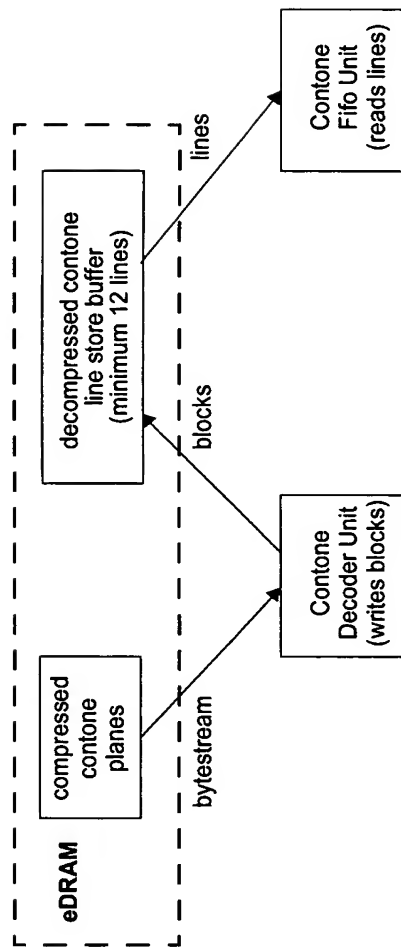 eDRAM
compressed
contone
planes
decompressed contone
line store buffer
(minimum 12 lines)
bytestream
blocks
lines
Contone
Decoder Unit
(writes blocks)
Contone
Fifo Unit
(reads lines)